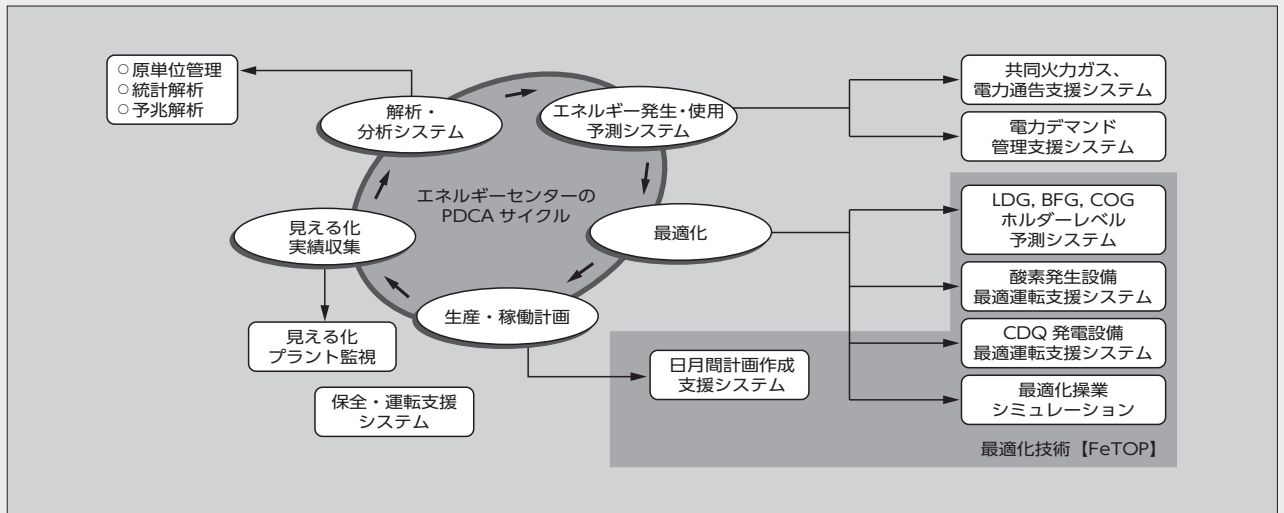 ○ 原単位管理
○ 統計解析
○ 予兆解析
解析・
分析システム
エネルギー発生・使用
予測システム
共同火力ガス、
電力通告支援システム
電力デマンド
管理支援システム
エネルギーセンターの
PDCA サイクル
見える化
実績収集
最適化
LDG, BFG, COG
ホルダーレベル
予測システム
酸素発生設備
最適運転支援システム
生産・稼働計画
見える化
プラント監視
CDQ 発電設備
最適運転支援システム
日月間計画作成
支援システム
保全・運転支援
システム
最適化操業
シミュレーション
最適化技術【FeTOP】